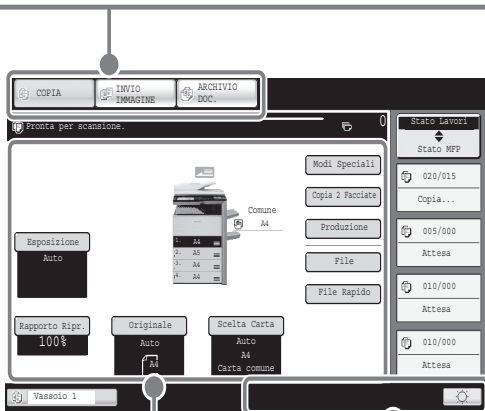 COPIA
INVIO
IMMAGINE
ARCHIVIO
DOC.
Pronta per scansione.
0
Stato Lavori
Stato MFP
020/015
Copia...
005/000
Attesa
010/000
Attesa
010/000
Attesa
Modi Speciali
Copia 2 Facciate
Produzione
File
File Rapido
Comune
A4
1. A4
2. A5
3. A4
4. A4
Esposizione
Auto
Rapporto Ripr.
100%
Originale
Auto
A4
Scelta Carta
Auto
A4
Carta comune
Vassoio 1